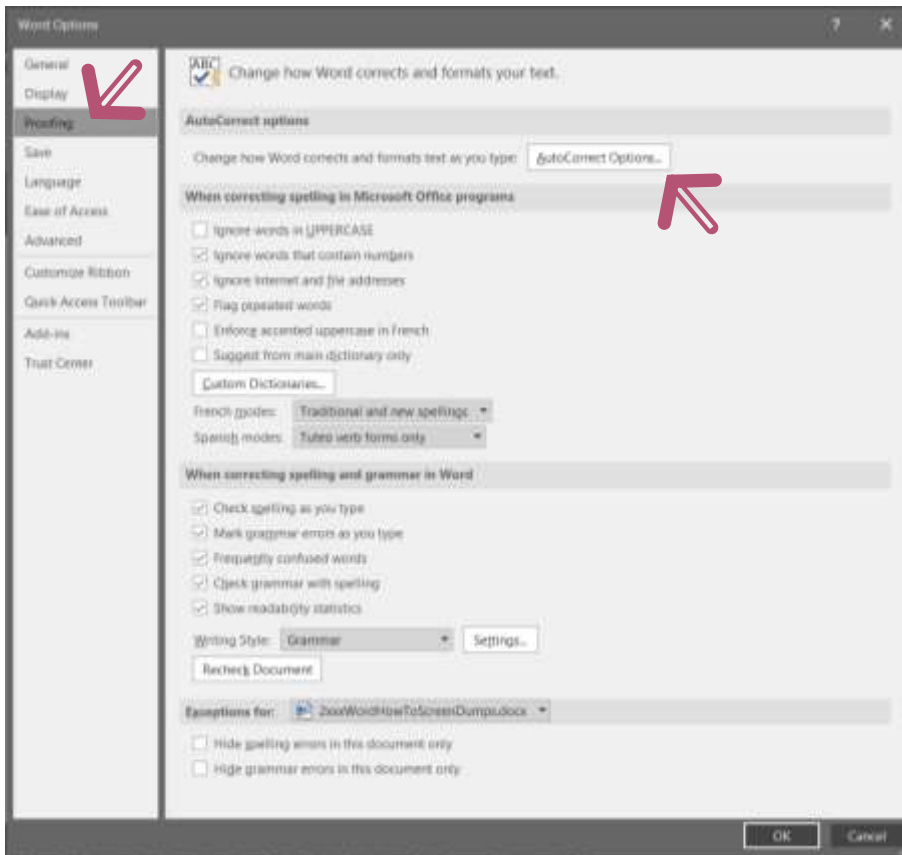 Word Options
? ×
General
Display
Proofing
Save
Language
Ease of Access
Advanced
Customize Ribbon
Quick Access Toolbar
Add-ins
Trust Center
ABC
Change how Word corrects and formats your text.
AutoCorrect options
Change how Word corrects and formats text as you type: AutoCorrect Options...
When correcting spelling in Microsoft Office programs
Ignore words in UPPERCASE
Ignore words that contain numbers
Ignore Internet and file addresses
Flag repeated words
Enforce accented uppercase in French
Suggest from main dictionary only
Custom Dictionaries...
French modes: Traditional and new spellings
Spanish modes: Tuteo verb forms only
When correcting spelling and grammar in Word
Check spelling as you type
Mark grammar errors as you type
Frequently confused words
Check grammar with spelling
Show readability statistics
Writing Style: Grammar Settings...
Recheck Document
Exceptions for:
Hide spelling errors in this document only
Hide grammar errors in this document only
OK Cancel